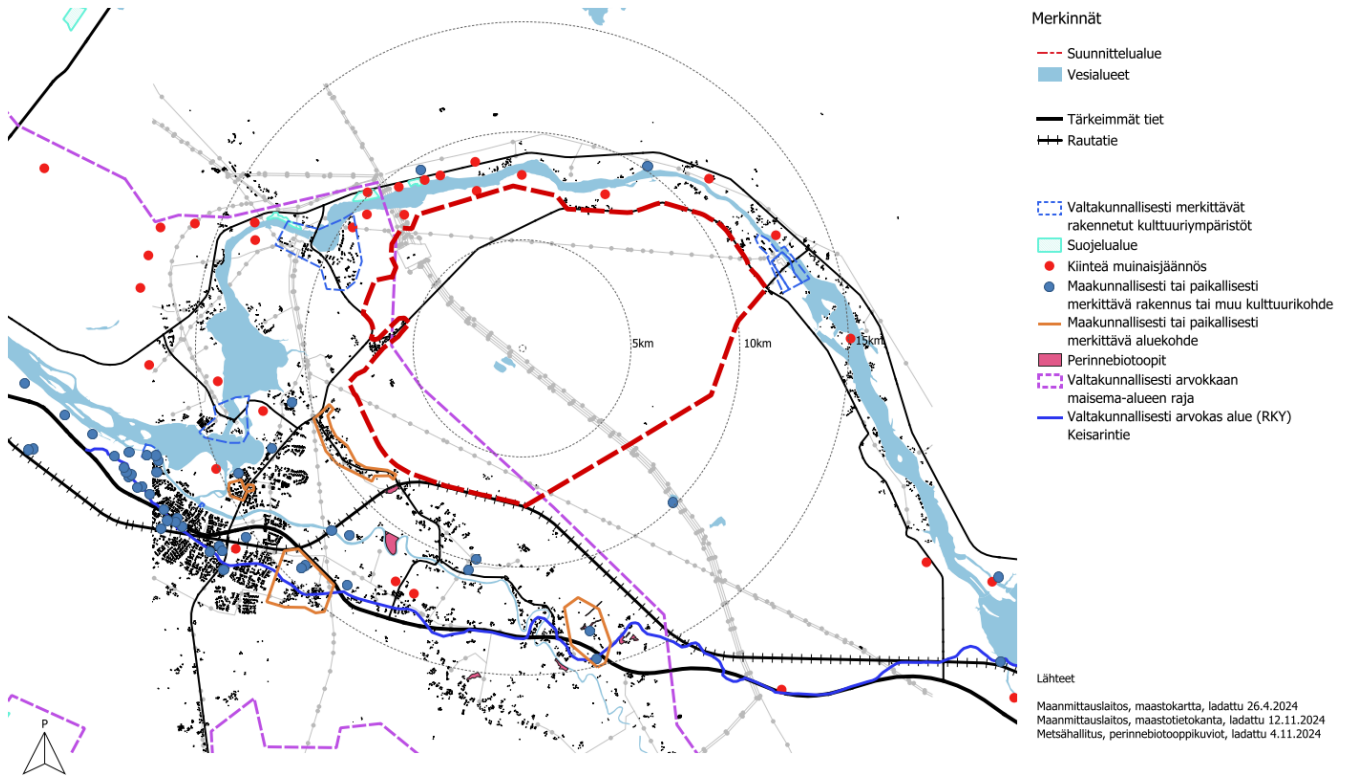 Merkinnät
Suunnittelualue
Vesialueet
Tärkeimmät tiet
Rautatie
Valtakunnallisesti merkittävät
rakennetut kulttuuriympäristöt
Suojelualue
Kiinteä muinaisjäännös
Maakunnallisesti tai paikallisesti
merkittävä rakennus tai muu kulttuurikohde
Maakunnallisesti tai paikallisesti
merkittävä aluekohde
Perinnebiotoopit
Valtakunnallisesti arvokkaan
maisema-alueen raja
Valtakunnallisesti arvokas alue (RKY)
Keisarintie
5km
10km
15km
P
Lähteet
Maanmittauslaitos, maastokartta, ladattu 26.4.2024
Maanmittauslaitos, maastotietokanta, ladattu 12.11.2024
Metsähallitus, perinnebiotooppikuviot, ladattu 4.11.2024